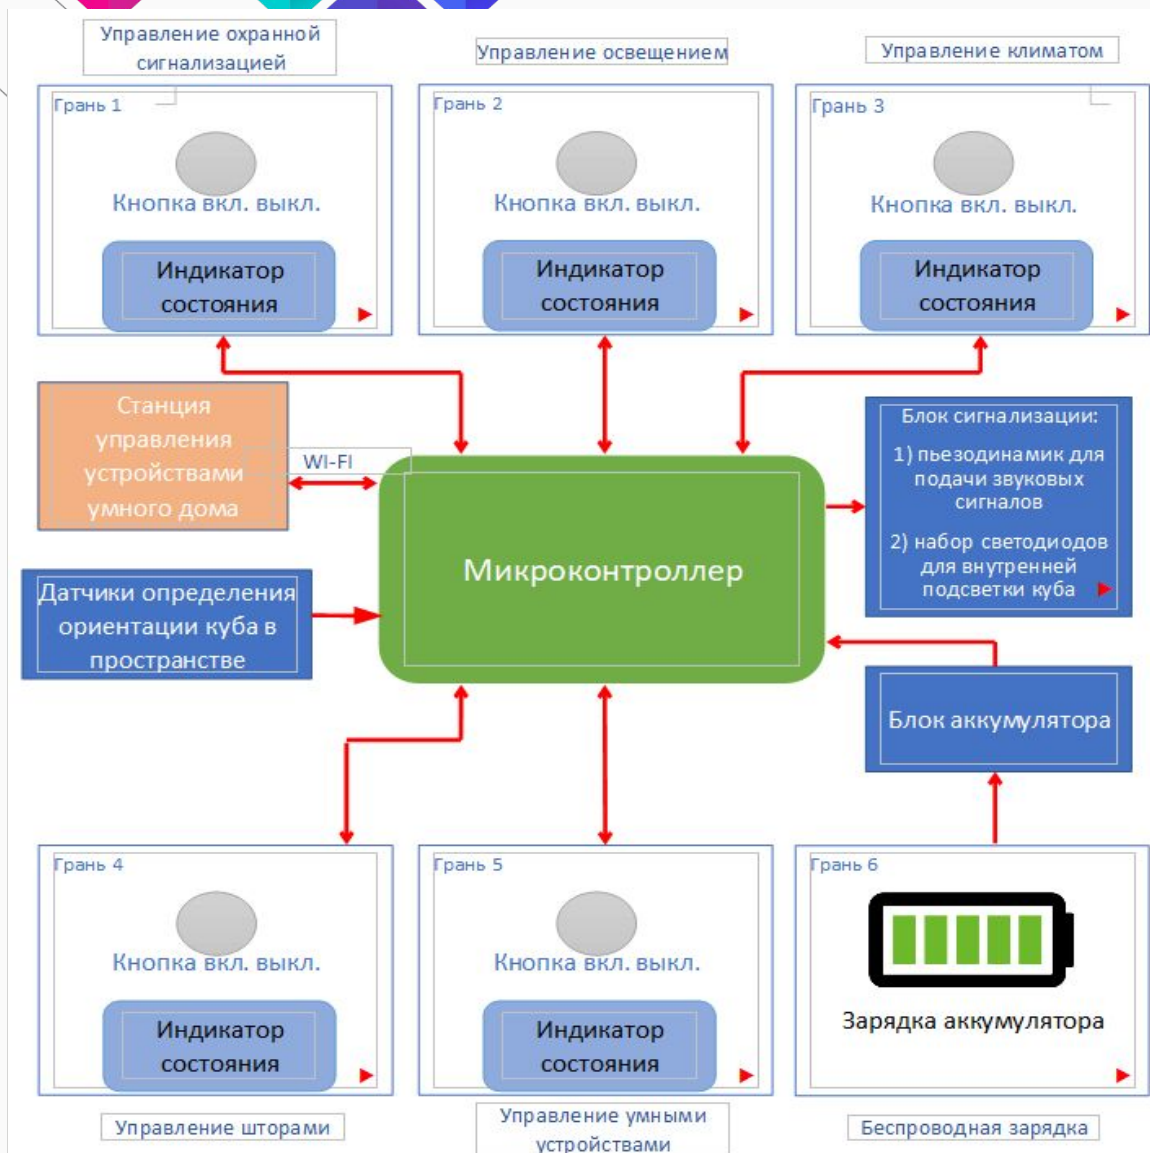 Управление охранной
сигнализацией
Управление освещением
Управление климатом
Грань 1
Кнопка вкл. выкл.
Индикатор
состояния
Грань 2
Кнопка вкл. выкл.
Индикатор
состояния
Грань 3
Кнопка вкл. выкл.
Индикатор
состояния
Станция
управления
устройствами
умного дома
WI-FI
Микроконтроллер
Блок сигнализации:
1) пьезодинамик для
подачи звуковых
сигналов
2) набор светодиодов
для внутренней
подсветки куба
Датчики определения
ориентации куба в
пространстве
Блок аккумулятора
Грань 4
Кнопка вкл. выкл.
Индикатор
состояния
Грань 5
Кнопка вкл. выкл.
Индикатор
состояния
Грань 6
Зарядка аккумулятора
Управление шторами
Управление умными
устройствами
Беспроводная зарядка